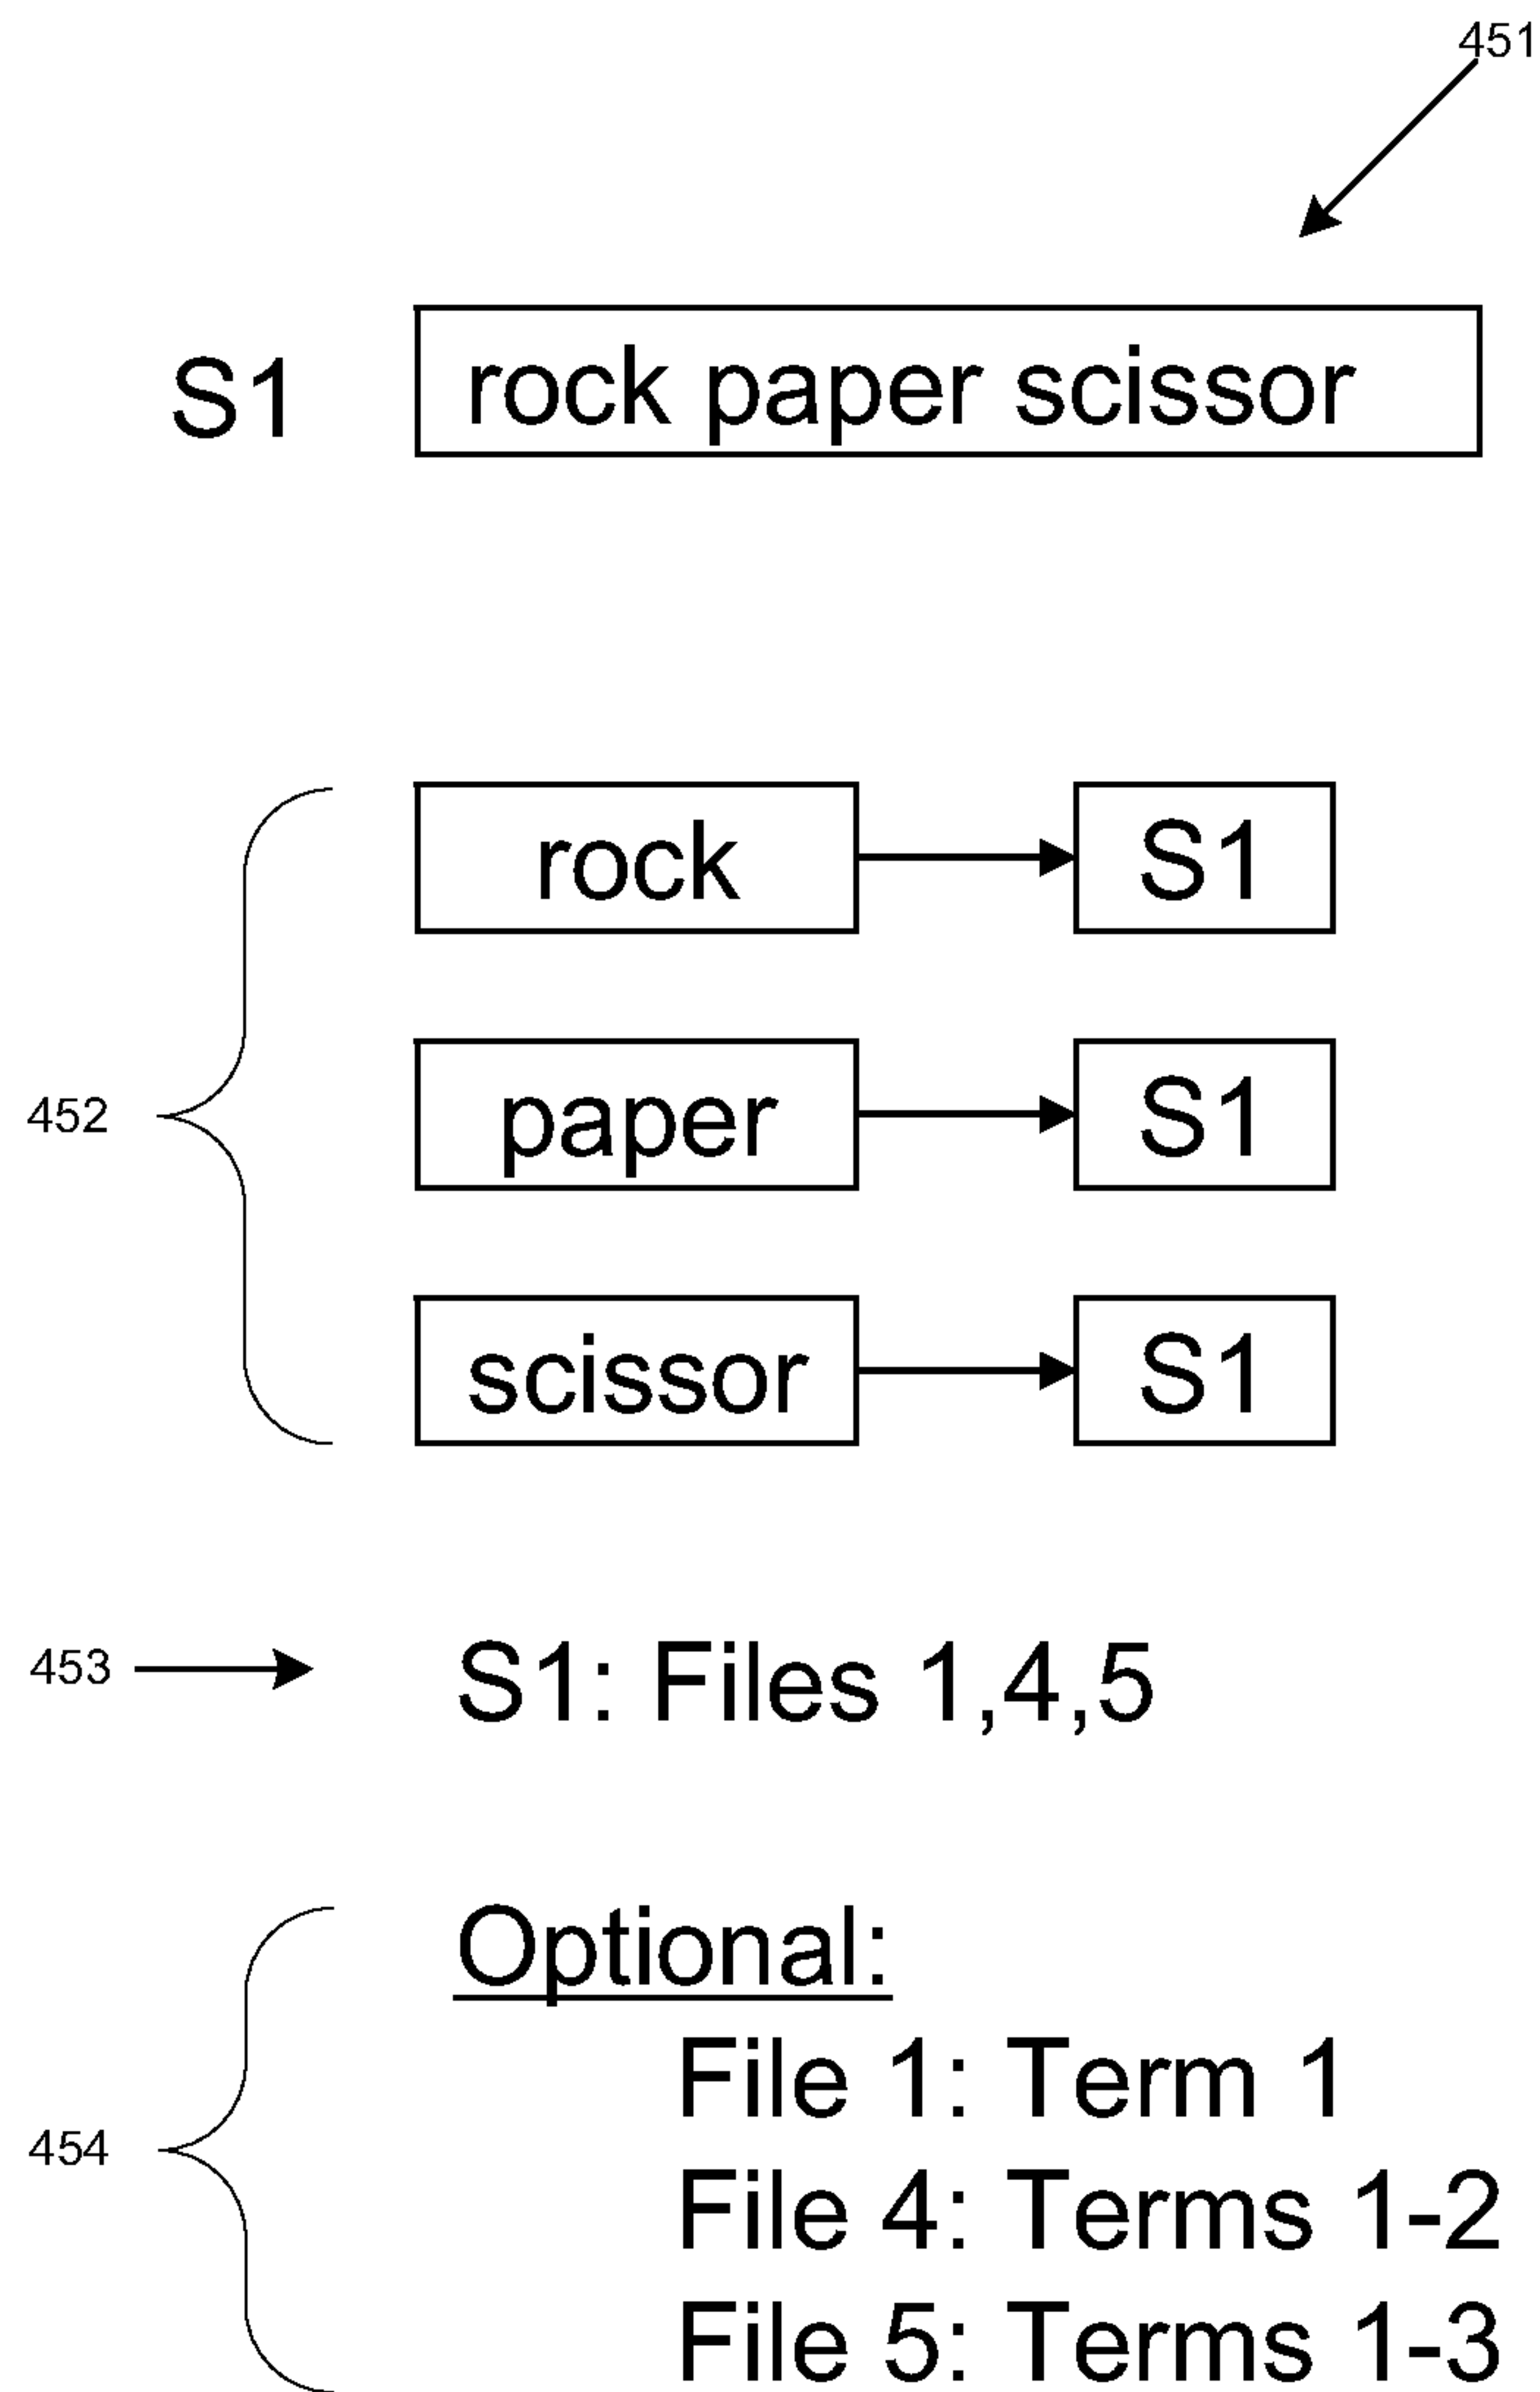 451
S1 rock paper scissor
rock S1
paper S1
452
scissor S1
453 S1: Files 1,4,5
Optional:
File 1: Term 1
454
File 4: Terms 1-2
File 5: Terms 1-3